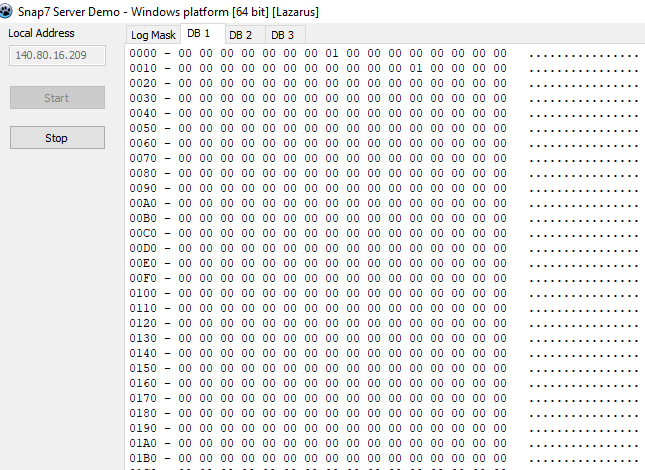 Snap7 Server Demo - Windows platform [64 bit] [Lazarus]
Local Address
140.80.16.209
Start
Stop
Log Mask DB 1 DB 2 DB 3
0000 - 00 00 00 00 00 00 00 01 00 00 00 00 00 00 00 00 ................
0010 - 00 00 00 00 00 00 00 00 00 00 00 01 00 00 00 00 ................
0020 - 00 00 00 00 00 00 00 00 00 00 00 00 00 00 00 00 ................
0030 - 00 00 00 00 00 00 00 00 00 00 00 00 00 00 00 00 ................
0040 - 00 00 00 00 00 00 00 00 00 00 00 00 00 00 00 00 ................
0050 - 00 00 00 00 00 00 00 00 00 00 00 00 00 00 00 00 ................
0060 - 00 00 00 00 00 00 00 00 00 00 00 00 00 00 00 00 ................
0070 - 00 00 00 00 00 00 00 00 00 00 00 00 00 00 00 00 ................
0080 - 00 00 00 00 00 00 00 00 00 00 00 00 00 00 00 00 ................
0090 - 00 00 00 00 00 00 00 00 00 00 00 00 00 00 00 00 ................
00A0 - 00 00 00 00 00 00 00 00 00 00 00 00 00 00 00 00 ................
00B0 - 00 00 00 00 00 00 00 00 00 00 00 00 00 00 00 00 ................
00C0 - 00 00 00 00 00 00 00 00 00 00 00 00 00 00 00 00 ................
00D0 - 00 00 00 00 00 00 00 00 00 00 00 00 00 00 00 00 ................
00E0 - 00 00 00 00 00 00 00 00 00 00 00 00 00 00 00 00 ................
00F0 - 00 00 00 00 00 00 00 00 00 00 00 00 00 00 00 00 ................
0100 - 00 00 00 00 00 00 00 00 00 00 00 00 00 00 00 00 ................
0110 - 00 00 00 00 00 00 00 00 00 00 00 00 00 00 00 00 ................
0120 - 00 00 00 00 00 00 00 00 00 00 00 00 00 00 00 00 ................
0130 - 00 00 00 00 00 00 00 00 00 00 00 00 00 00 00 00 ................
0140 - 00 00 00 00 00 00 00 00 00 00 00 00 00 00 00 00 ................
0150 - 00 00 00 00 00 00 00 00 00 00 00 00 00 00 00 00 ................
0160 - 00 00 00 00 00 00 00 00 00 00 00 00 00 00 00 00 ................
0170 - 00 00 00 00 00 00 00 00 00 00 00 00 00 00 00 00 ................
0180 - 00 00 00 00 00 00 00 00 00 00 00 00 00 00 00 00 ................
0190 - 00 00 00 00 00 00 00 00 00 00 00 00 00 00 00 00 ................
01A0 - 00 00 00 00 00 00 00 00 00 00 00 00 00 00 00 00 ................
01B0 - 00 00 00 00 00 00 00 00 00 00 00 00 00 00 00 00 ................